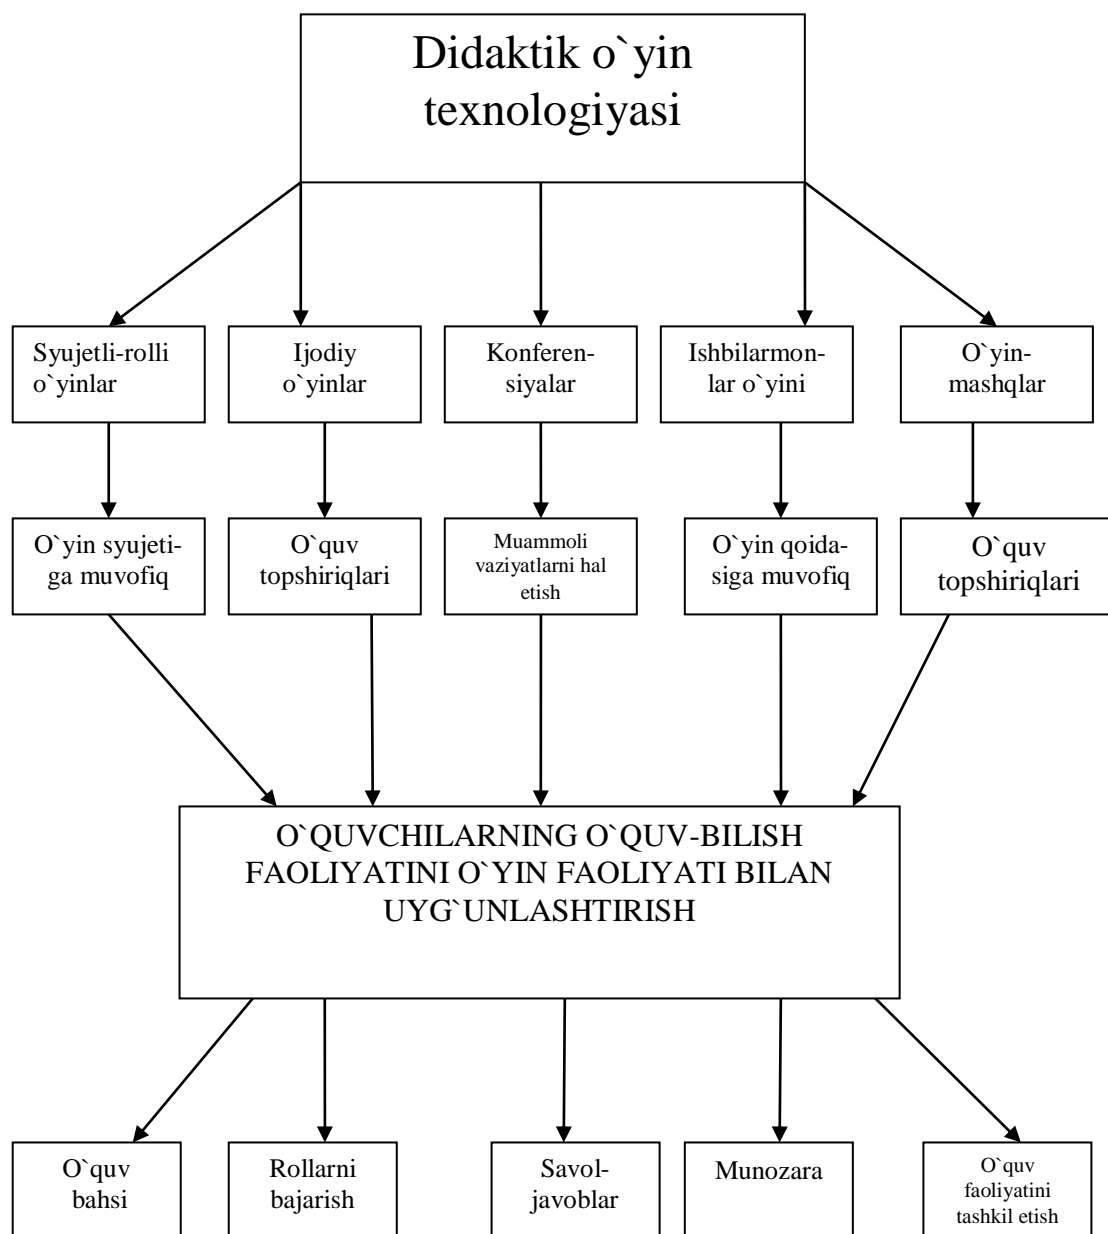 Didaktik o`yin
texnologiyasi
Syujetli-rolli
o`yinlar
Ijodiy
o`yinlar
Konferen-
siyalar
Ishbilarmon-
lar o`yini
O`yin-
mashqlar
O`yin syujeti-
ga muvofiq
O`quv
topshiriqlari
Muammoli
vaziyatlarni hal
etish
O`yin qoida-
siga muvofiq
O`quv
topshiriqlari
O`QUVCHILARNING O`QUV-BILISH
FAOLIYATINI O`YIN FAOLIYATI BILAN
UYG`UNLASHTIRISH
O`quv
bahsi
Rollarni
bajarish
Savol-
javoblar
Munozara
O`quv
faoliyatini
tashkil etish